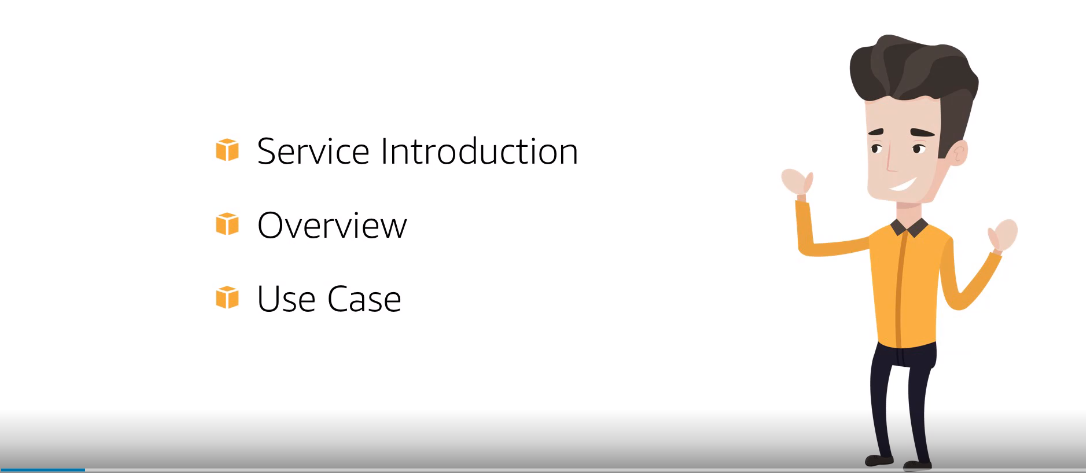 Service Introduction
Overview
Use Case